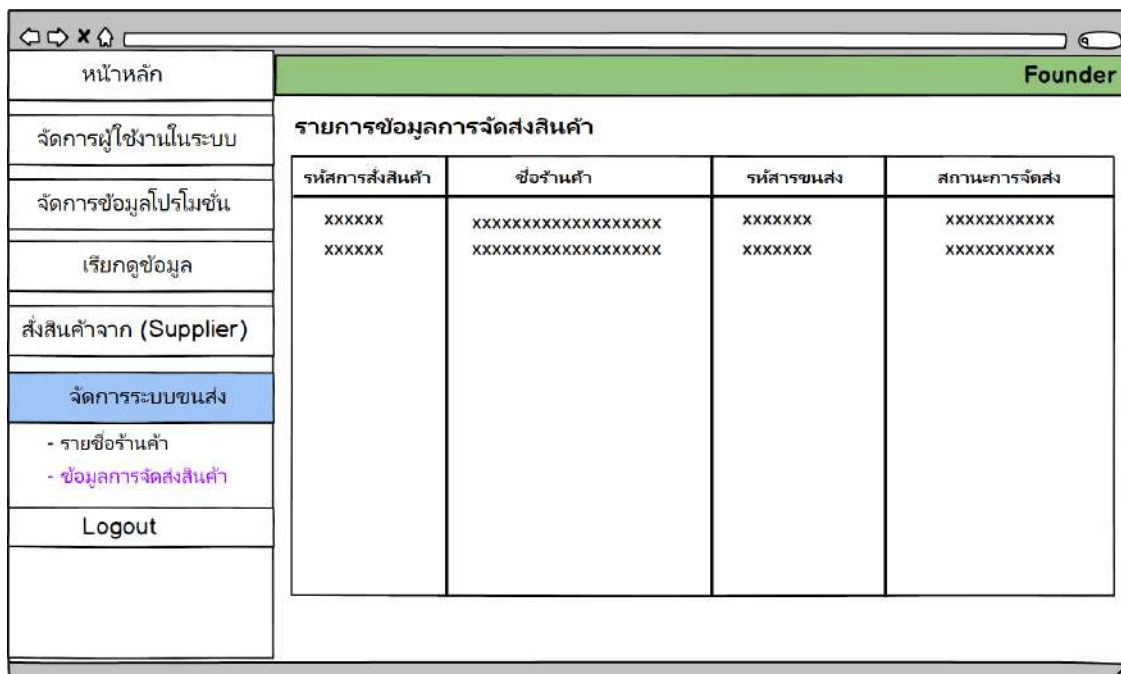 หน้าหลัก
Founder
จัดการผู้ใช้งานในระบบ
จัดการข้อมูลโปรโมชั่น
เรียกดูข้อมูล
สั่งสินค้าจาก (Supplier)
จัดการระบบขนส่ง
- รายชื่อร้านค้า
- ข้อมูลการจัดส่งสินค้า
Logout
รายการข้อมูลการจัดส่งสินค้า
รหัสการสั่งสินค้า ชื่อร้านค้า รหัสารขนส่ง สถานะการจัดส่ง
xxxxxx xxxxxxxxxxxxxxxxxxx xxxxxxx xxxxxxxxxxx
xxxxxx xxxxxxxxxxxxxxxxxxx xxxxxxx xxxxxxxxxxx